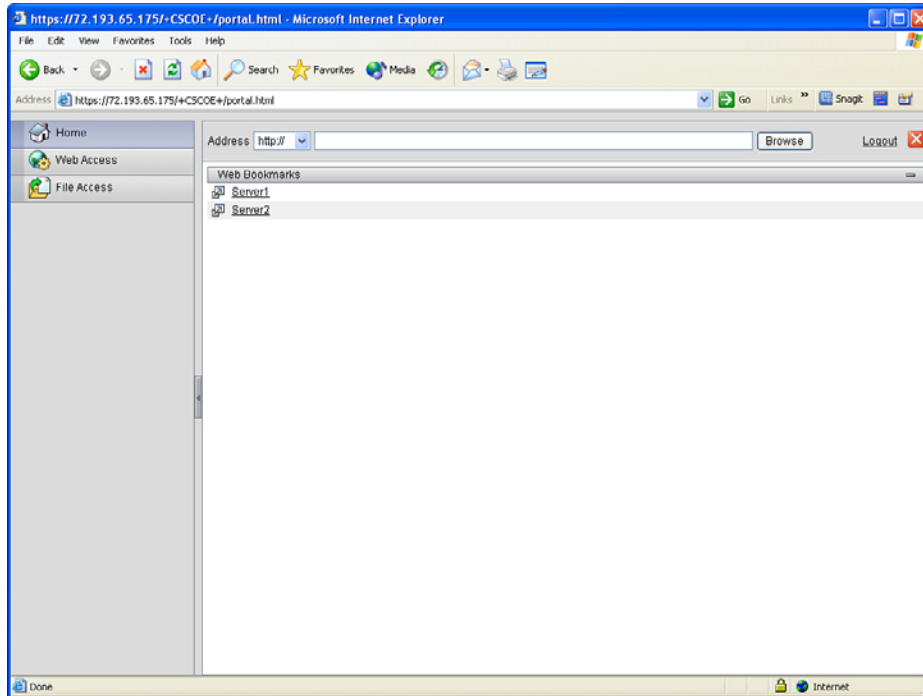 https://72.193.65.175/+CSCOE+/portal.html - Microsoft Internet Explorer
File Edit View Favorites Tools Help
Back Search Favorites Media
Address https://72.193.65.175/+CSCOE+/portal.html Go Links » SnagIt
Home
Address http:// Browse Logout
Web Access
Web Bookmarks
File Access
Server1
Server2
Done Internet